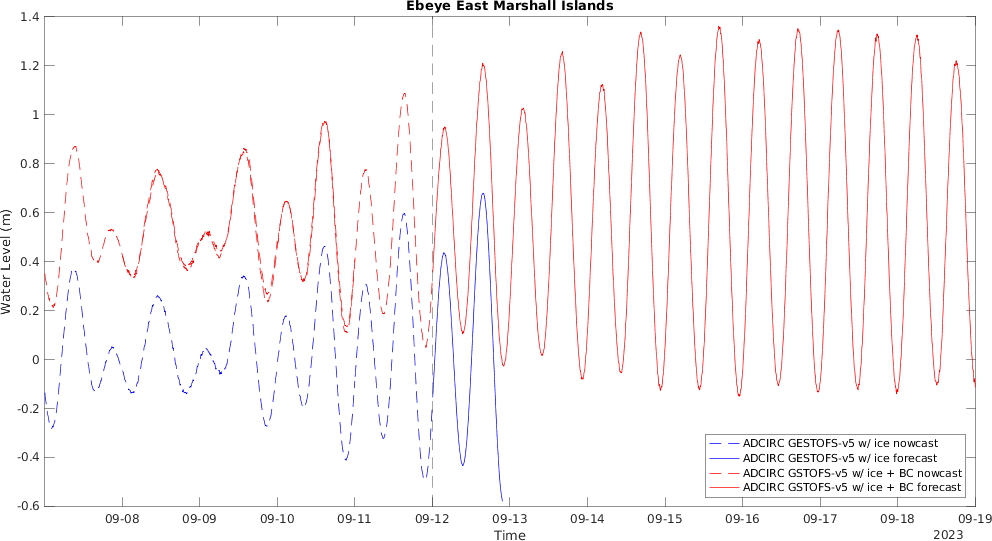 Ebeye East Marshall Islands
1.4
1.2
1
0.8
0.6
0.4
0.2
0
-0.2
-0.4
-0.6
Water Level (m)
ADCIRC GESTOFS-v5 w/ ice nowcast
ADCIRC GESTOFS-v5 w/ ice forecast
ADCIRC GSTOFS-v5 w/ ice + BC nowcast
ADCIRC GSTOFS-v5 w/ ice + BC forecast
09-08 09-09 09-10 09-11 09-12 09-13 09-14 09-15 09-16 09-17 09-18 09-19
Time
2023